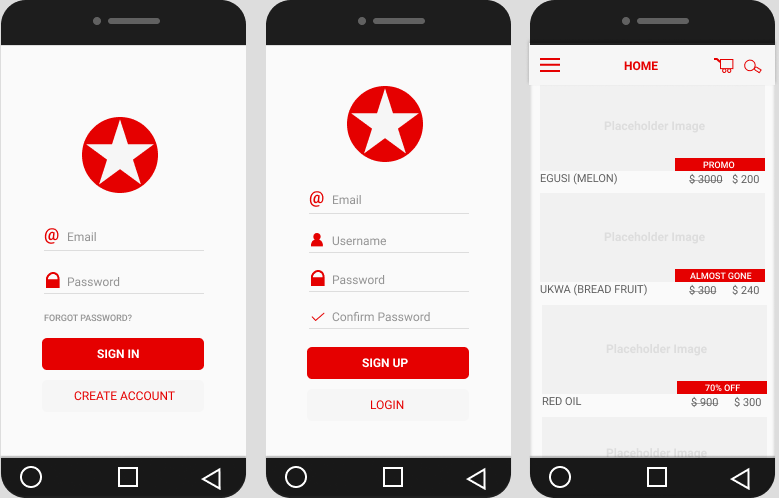 @ Email
Password
FORGOT PASSWORD?
SIGN IN
CREATE ACCOUNT
@ Email
Username
Password
Confirm Password
SIGN UP
LOGIN
HOME
Placeholder Image
PROMO
EGUSI (MELON) $ 3000 $ 200
Placeholder Image
ALMOST GONE
UKWA (BREAD FRUIT) $ 300 $ 240
Placeholder Image
70% OFF
RED OIL $ 900 $ 300
Placeholder Image